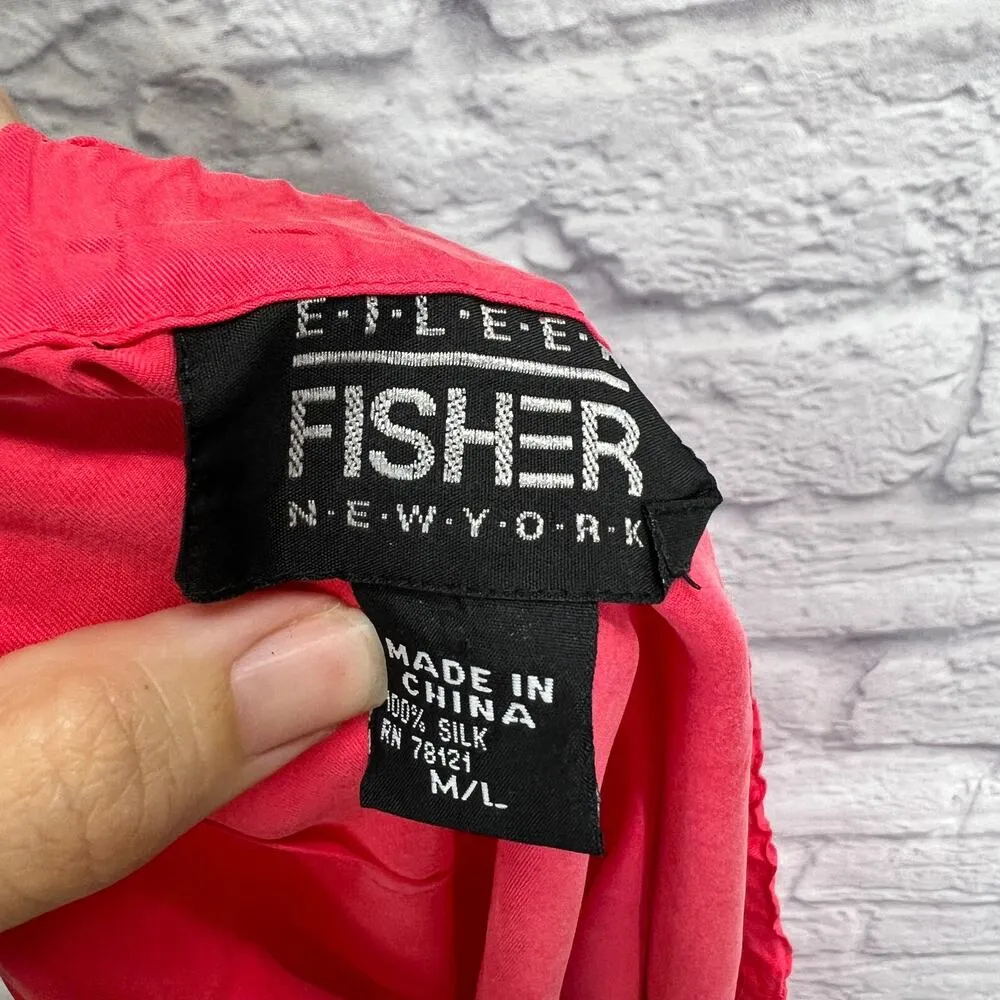 E·I·L·E·E·N
FISHER
N·E·W·Y·O·R·K
MADE IN
CHINA
100% SILK
RN 78121
M/L